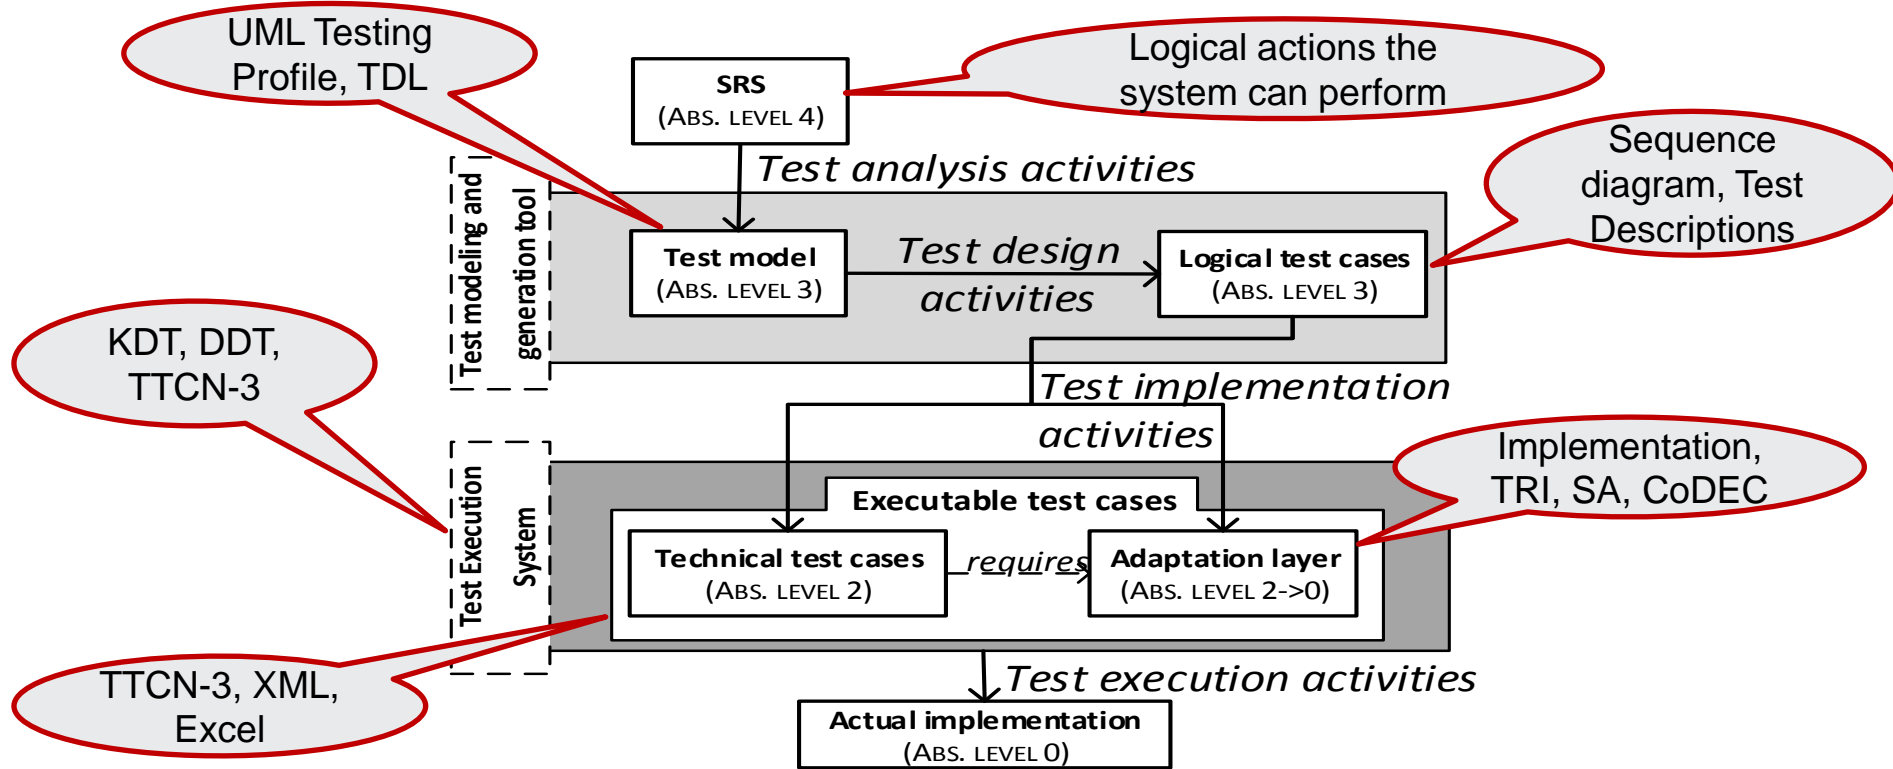 UML Testing
Profile, TDL
SRS
(ABS. LEVEL 4)
Logical actions the
system can perform
Test analysis activities
Sequence
diagram, Test
Descriptions
Test modeling and
generation tool
Test model
(ABS. LEVEL 3)
Test design
activities
Logical test cases
(ABS. LEVEL 3)
KDT, DDT,
TTCN-3
Test implementation
activities
Implementation,
TRI, SA, CoDEC
Test Execution
System
Executable test cases
Technical test cases
(ABS. LEVEL 2)
requires
Adaptation layer
(ABS. LEVEL 2->0)
TTCN-3, XML,
Excel
Test execution activities
Actual implementation
(ABS. LEVEL 0)